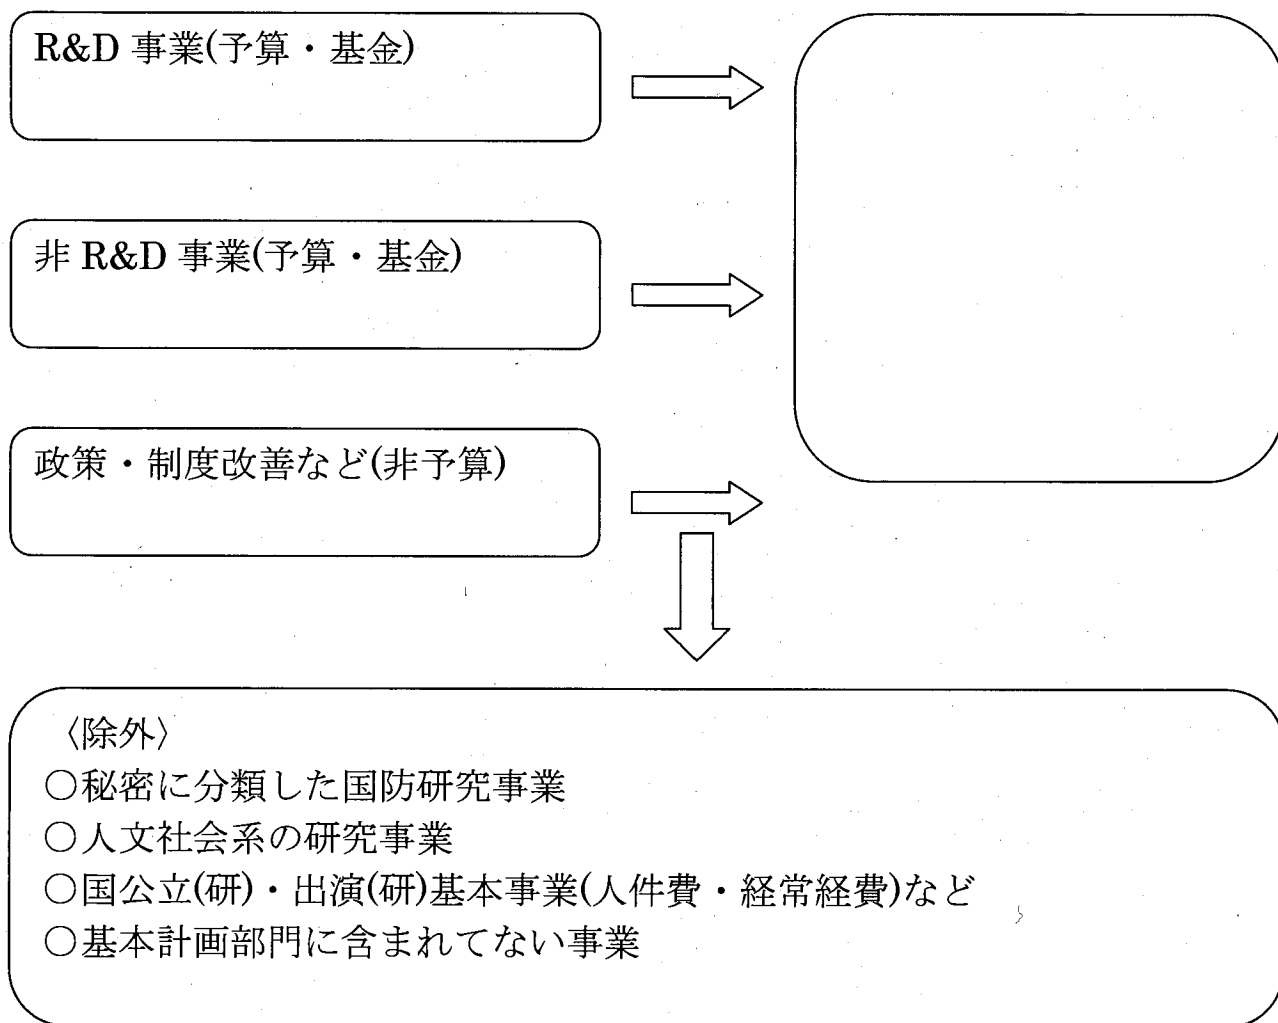 R&D 事業(予算・基金)
非 R&D 事業(予算・基金)
政策・制度改善など(非予算)
〈除外〉
○秘密に分類した国防研究事業
○人文社会系の研究事業
○国公立(研)・出演(研)基本事業(人件費・経常経費)など
○基本計画部門に含まれてない事業